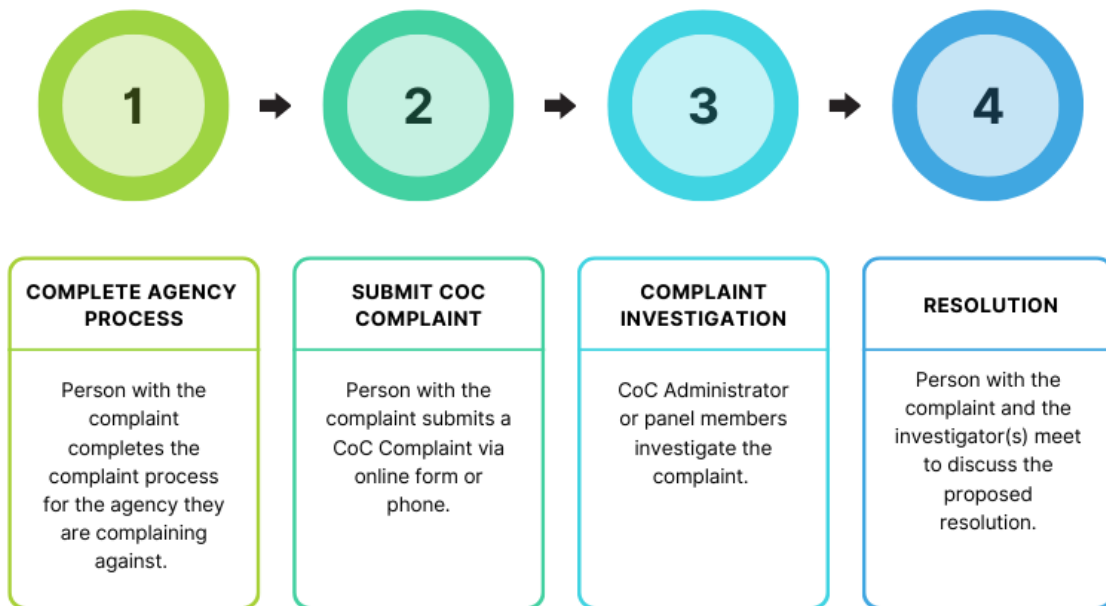 1
2
3
4
COMPLETE AGENCY
PROCESS
Person with the
complaint
completes the
complaint process
for the agency they
are complaining
against.
SUBMIT COC
COMPLAINT
Person with the
complaint submits a
CoC Complaint via
online form or
phone.
COMPLAINT
INVESTIGATION
CoC Administrator
or panel members
investigate the
complaint.
RESOLUTION
Person with the
complaint and the
investigator(s) meet
to discuss the
proposed
resolution.